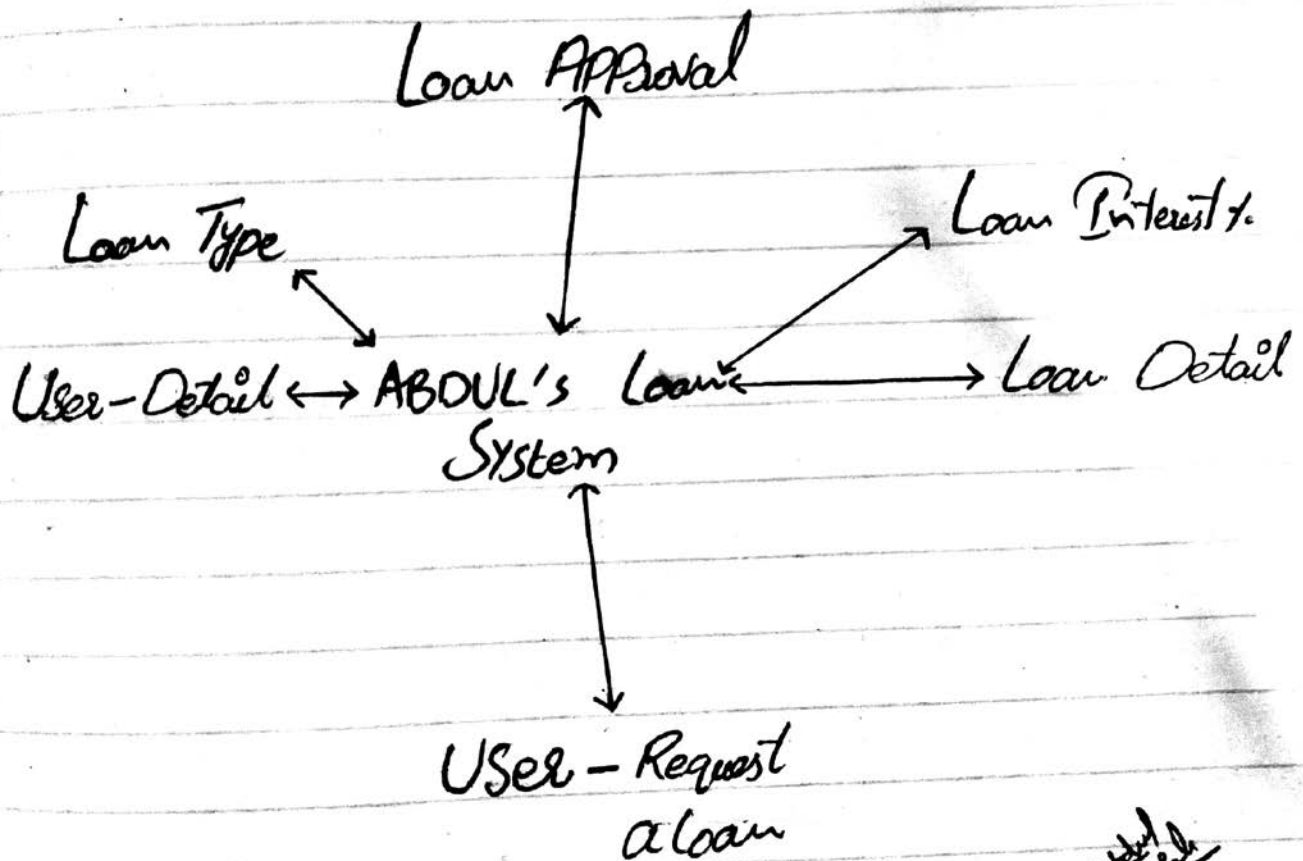 Loan APProval
Loan Type
Loan Interest %
User-Detail ABDUL's Loan Loan Detail
System
User - Request
a loan